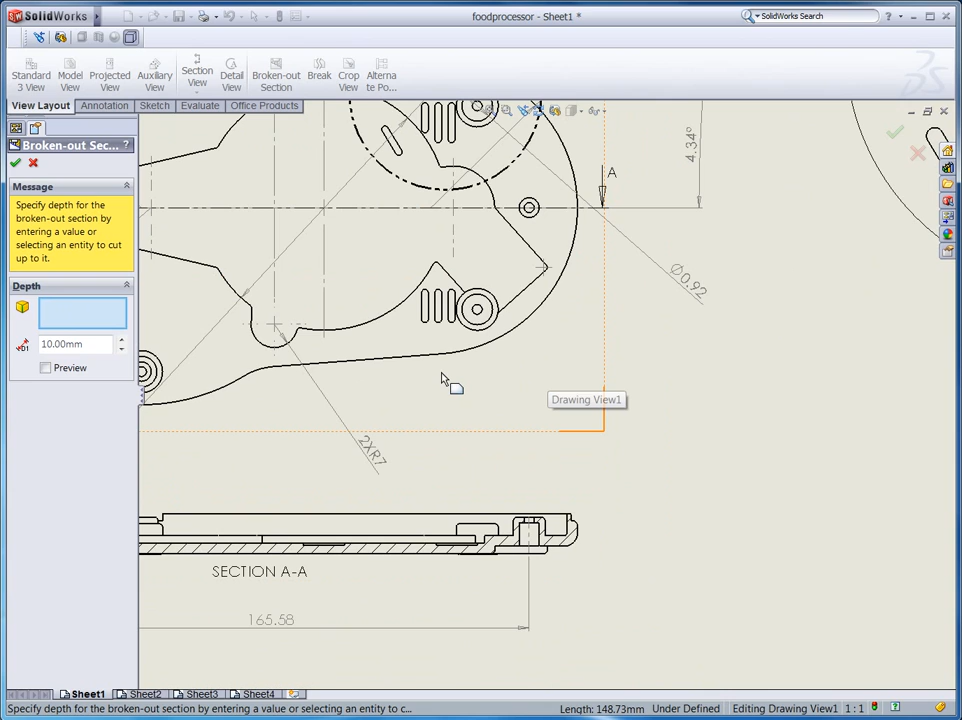 SolidWorks
foodprocessor - Sheet1 *
SolidWorks Search
?
Standard
3 View
Model
View
Projected
View
Auxiliary
View
Section
View
Detail
View
Broken-out
Section
Break
Crop
View
Alterna
te Po...
View Layout
Annotation
Sketch
Evaluate
Office Products
Broken-out Sec...
?
Message
Specify depth for the
broken-out section by
entering a value or
selecting an entity to cut
up to it.
Depth
D1
10.00mm
Preview
4.34°
A
Ø0.92
Drawing View1
2XR7
SECTION A-A
165.58
Sheet1
Sheet2
Sheet3
Sheet4
Specify depth for the broken-out section by entering a value or selecting an entity to c...
Length: 148.73mm
Under Defined
Editing Drawing View1
1 : 1
?